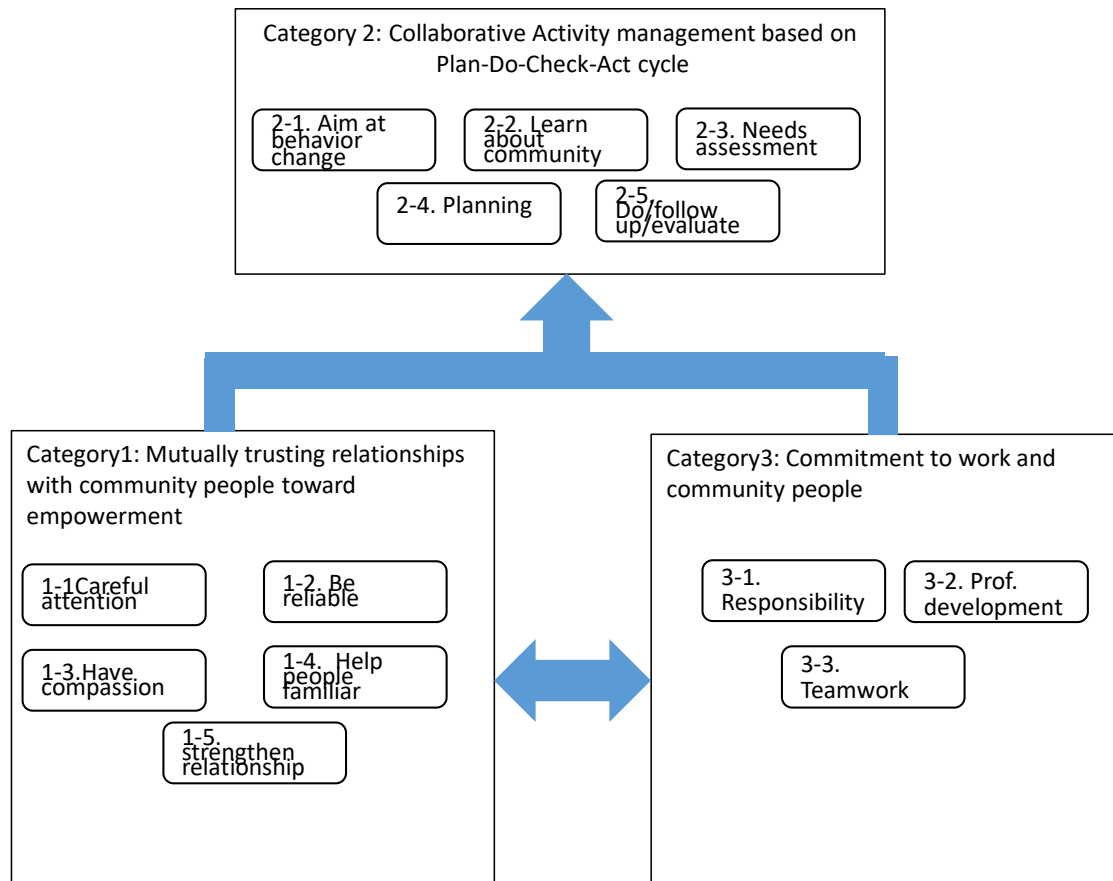 Category 2: Collaborative Activity management based on
Plan-Do-Check-Act cycle
2-1. Aim at
behavior
change
2-2. Learn
about
community
2-3. Needs
assessment
2-4. Planning
2-5.
Do/follow
up/evaluate
Category1: Mutually trusting relationships
with community people toward
empowerment
1-1Careful
attention
1-2. Be
reliable
1-3.Have
compassion
1-4. Help
people
familiar
1-5.
strengthen
relationship
Category3: Commitment to work and
community people
3-1.
Responsibility
3-2. Prof.
development
3-3.
Teamwork